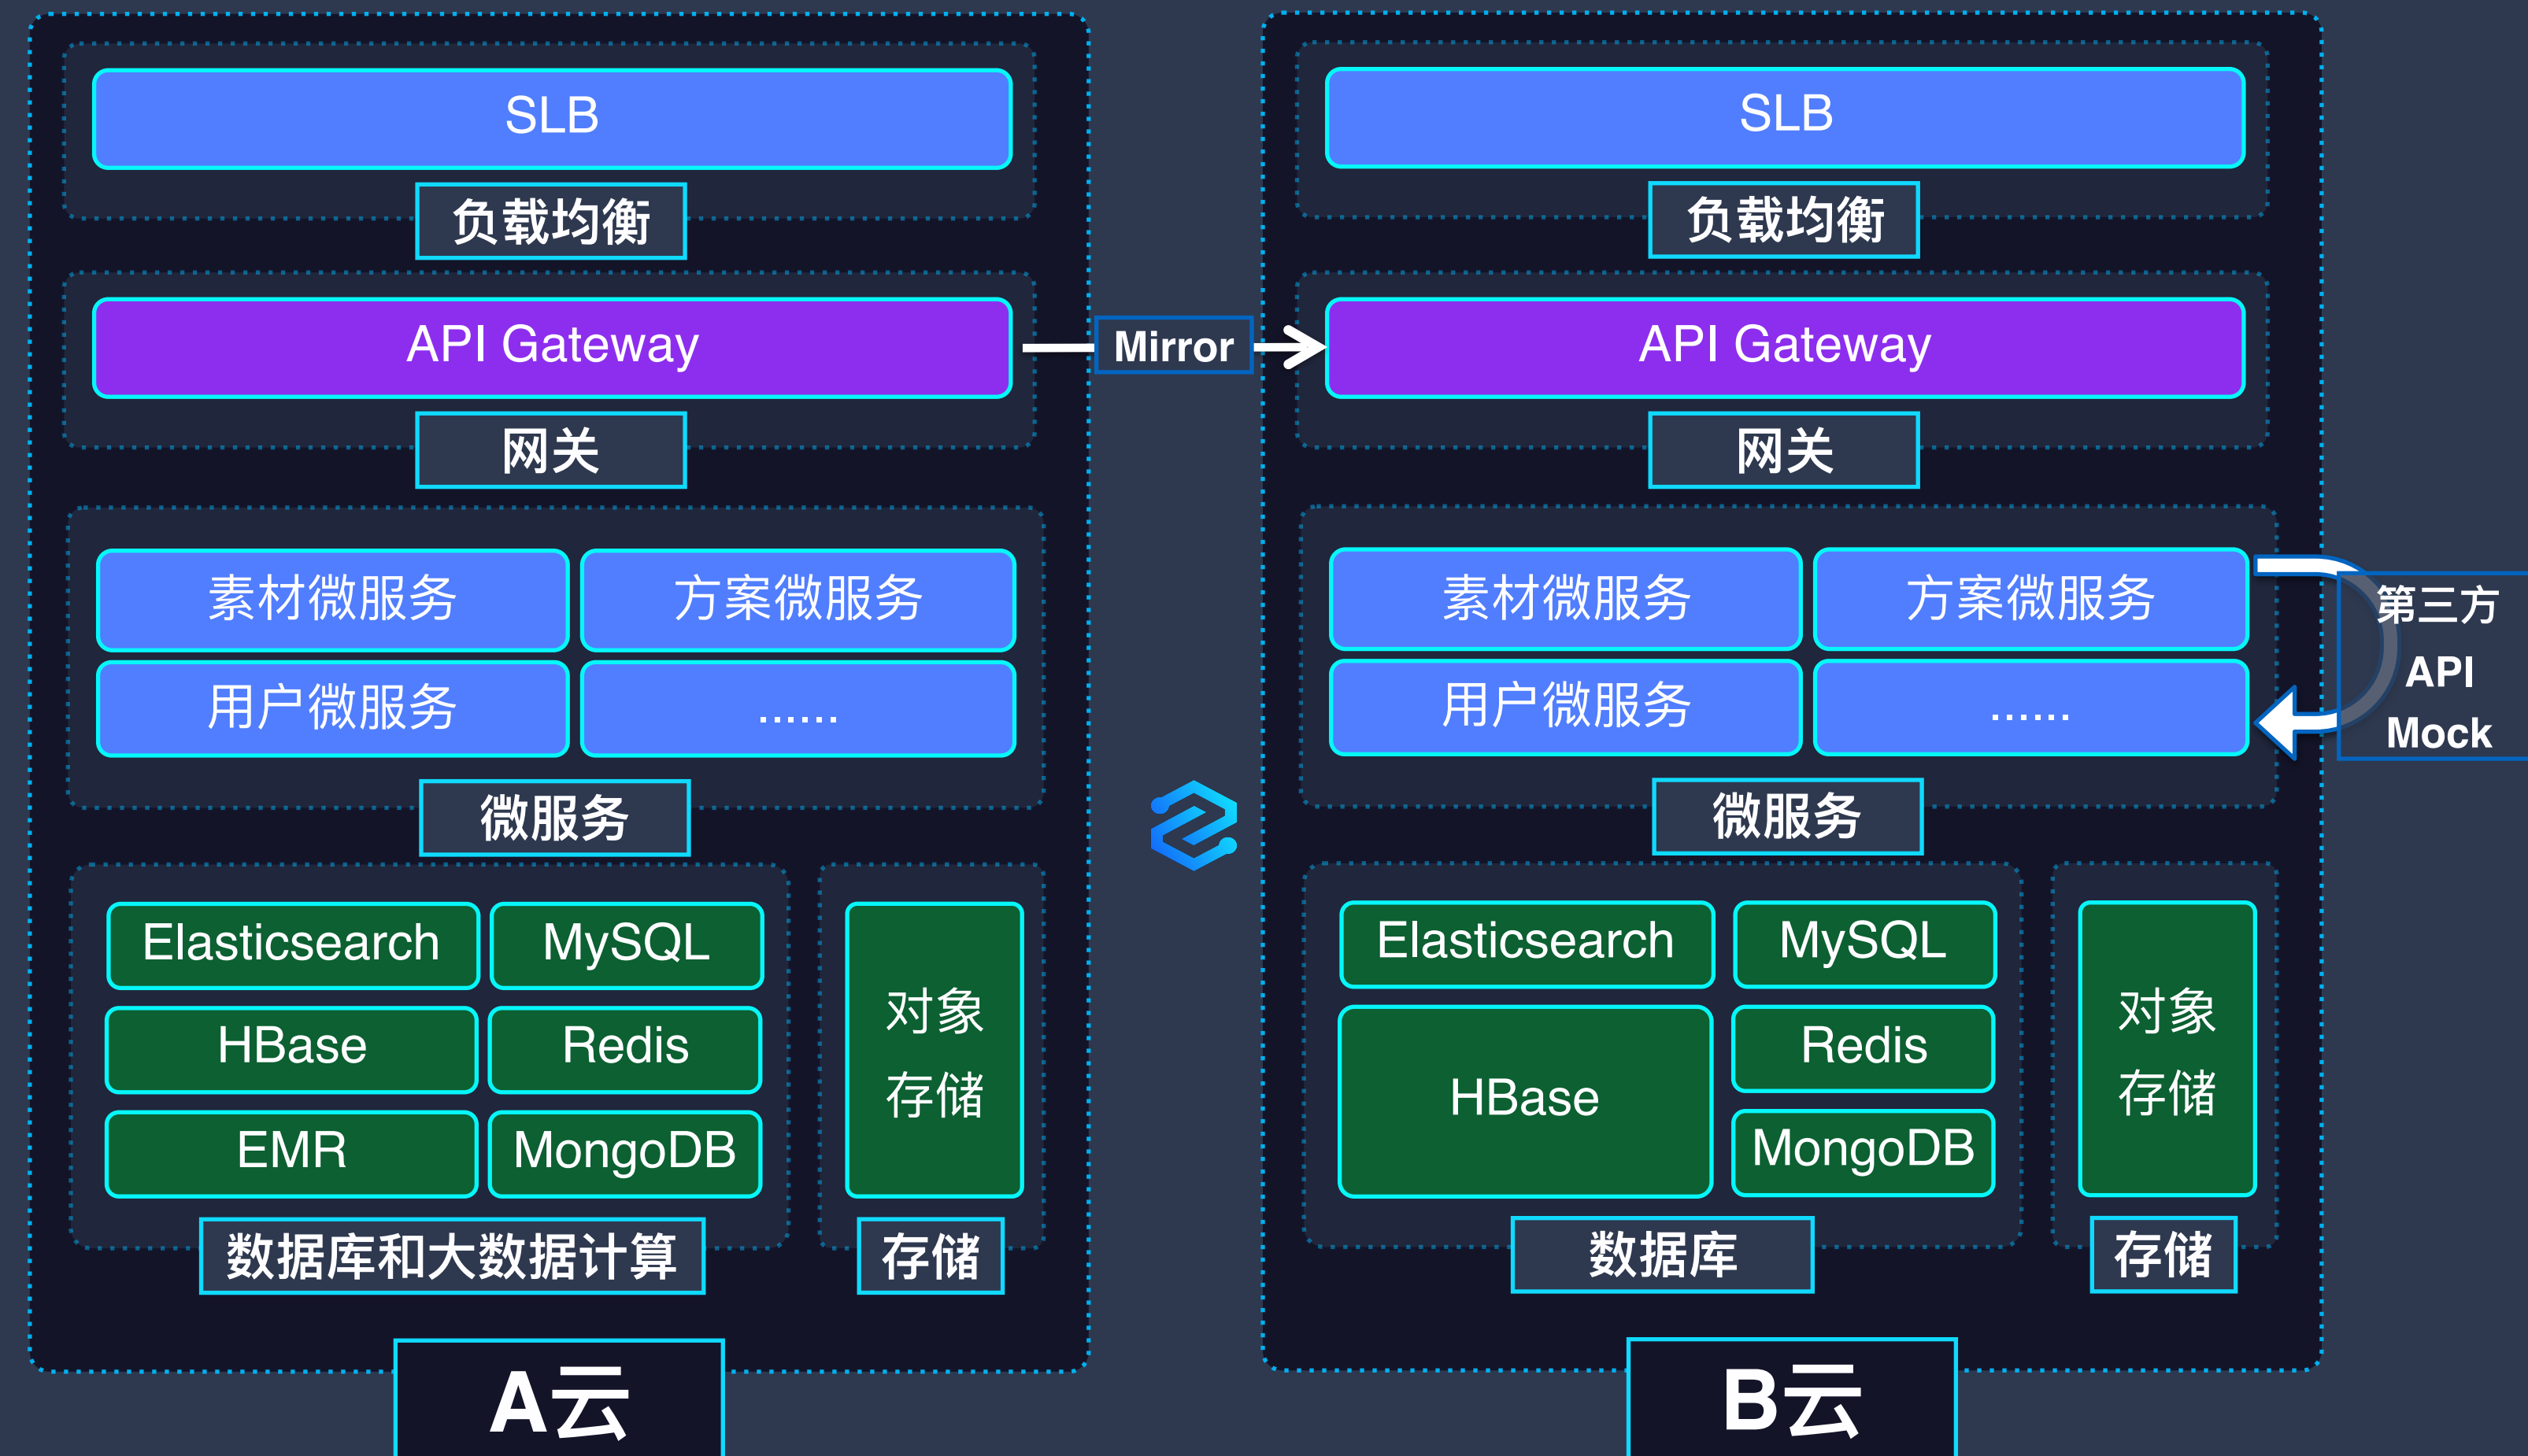 SLB
负载均衡
API Gateway
网关
素材微服务
方案微服务
用户微服务
......
微服务
Elasticsearch
MySQL
HBase
Redis
EMR
MongoDB
数据库和大数据计算
对象
存储
存储
A云
Mirror
SLB
负载均衡
API Gateway
网关
素材微服务
方案微服务
用户微服务
......
微服务
第三方
API
Mock
Elasticsearch
MySQL
HBase
Redis
MongoDB
数据库
对象
存储
存储
B云